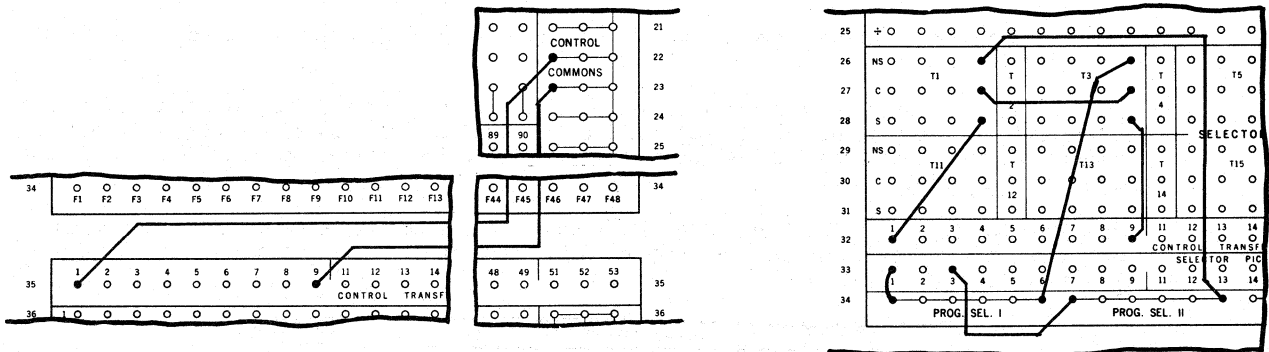 21
CONTROL
22
COMMONS
23
24
89 90
25
34 34
F1 F2 F3 F4 F5 F6 F7 F8 F9 F10 F11 F12 F13 F44 F45 F46 F47 F48
1 2 3 4 5 6 7 8 9 11 12 13 14 48 49 51 52 53
35 35
CONTROL TRANSF
36 1 36
25 ÷
26 NS
T1 T T3 T T5
27 C
2 4
28 S
SELECTOR
29 NS
T11 T T13 T T15
30 C
12 14
31 S
1 2 3 4 5 6 7 8 9 11 12 13 14
32
CONTROL TRANSF
SELECTOR PIC
33
1 2 3 4 5 6 7 8 9 11 12 13 14
34
PROG. SEL. I PROG. SEL. II